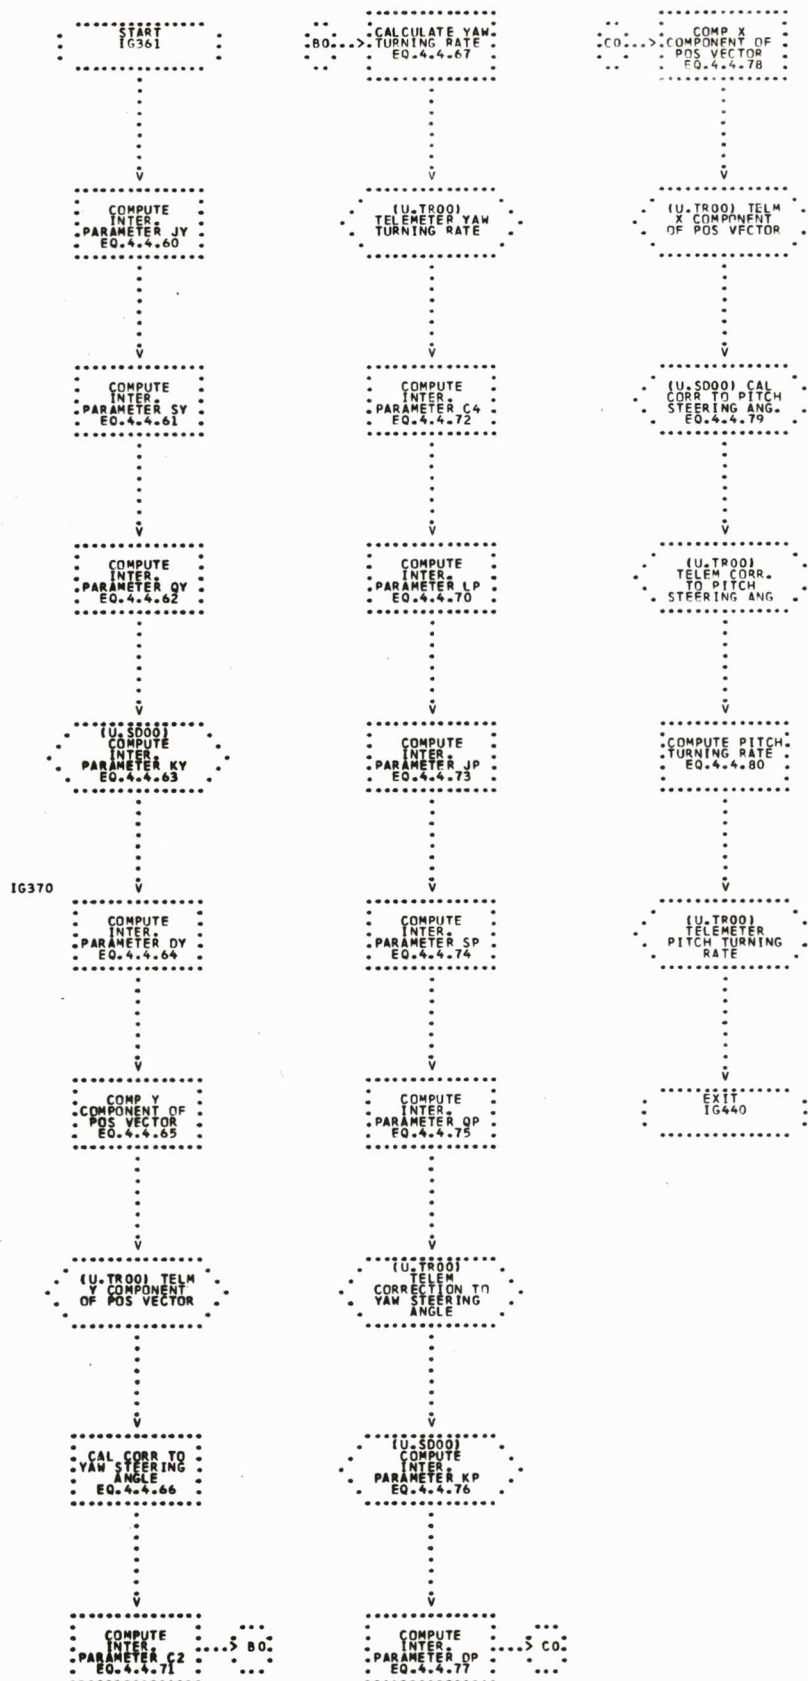 START
IG361
COMPUTE
INTER.
PARAMETER JY
EQ.4.4.60
COMPUTE
INTER.
PARAMETER SY
EQ.4.4.61
COMPUTE
INTER.
PARAMETER QY
EQ.4.4.62
(U.SD00)
COMPUTE
INTER.
PARAMETER KY
EQ.4.4.63
IG370
COMPUTE
INTER.
PARAMETER DY
EQ.4.4.64
COMP Y
COMPONENT OF
POS VECTOR
EQ.4.4.65
(U.TR00) TELM
Y COMPONENT
OF POS VECTOR
CAL CORR TO
YAW STEERING
ANGLE
EQ.4.4.66
COMPUTE
INTER.
PARAMETER C2
EQ.4.4.71
B0
B0
CALCULATE YAW
TURNING RATE
EQ.4.4.67
(U.TR00)
TELEMETER YAW
TURNING RATE
COMPUTE
INTER.
PARAMETER C4
EQ.4.4.72
COMPUTE
INTER.
PARAMETER LP
EQ.4.4.70
COMPUTE
INTER.
PARAMETER JP
EQ.4.4.73
COMPUTE
INTER.
PARAMETER SP
EQ.4.4.74
COMPUTE
INTER.
PARAMETER QP
EQ.4.4.75
(U.TR00)
TELEM
CORRECTION TO
YAW STEERING
ANGLE
(U.SD00)
COMPUTE
INTER.
PARAMETER KP
EQ.4.4.76
COMPUTE
INTER.
PARAMETER DP
EQ.4.4.77
C0
C0
COMP X
COMPONENT OF
POS VECTOR
EQ.4.4.78
(U.TR00) TELM
X COMPONENT
OF POS VECTOR
(U.SD00) CAL
CORR TO PITCH
STEERING ANG.
EQ.4.4.79
(U.TR00)
TELEM CORR.
TO PITCH
STEERING ANG
COMPUTE PITCH
TURNING RATE
EQ.4.4.80
(U.TR00)
TELEMETER
PITCH TURNING
RATE
EXIT
IG440